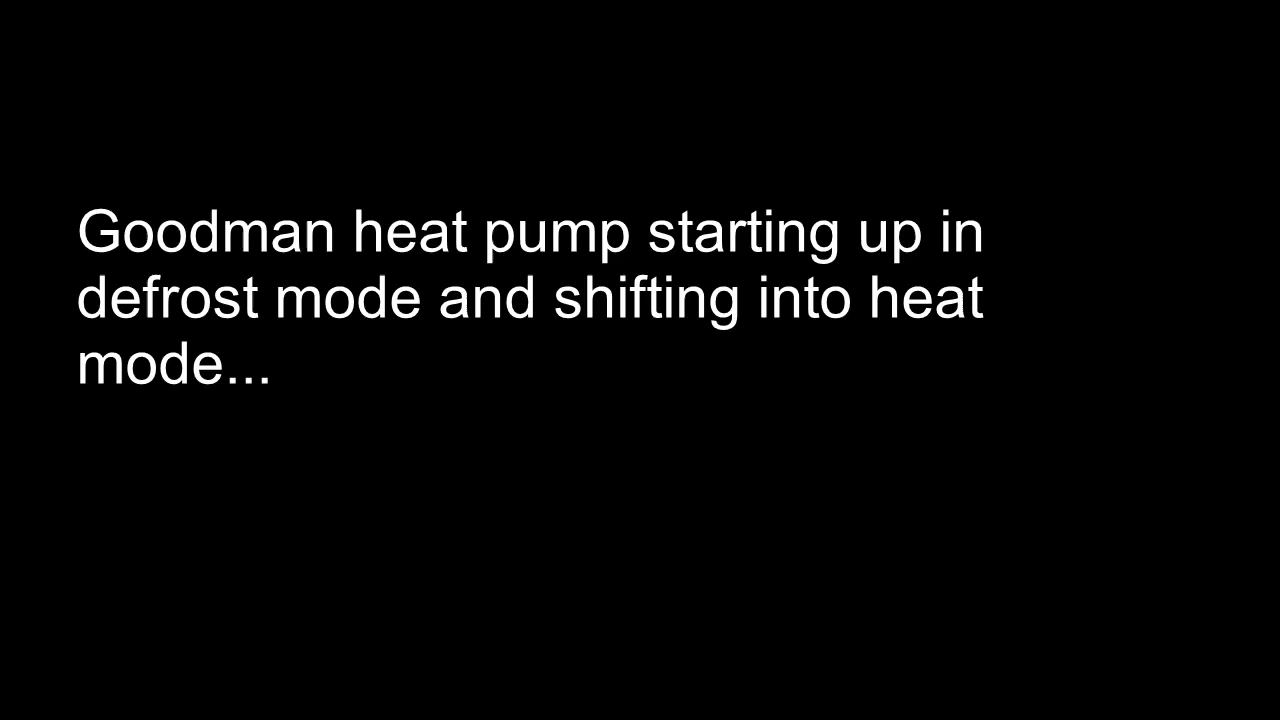 Goodman heat pump starting up in
defrost mode and shifting into heat
mode...